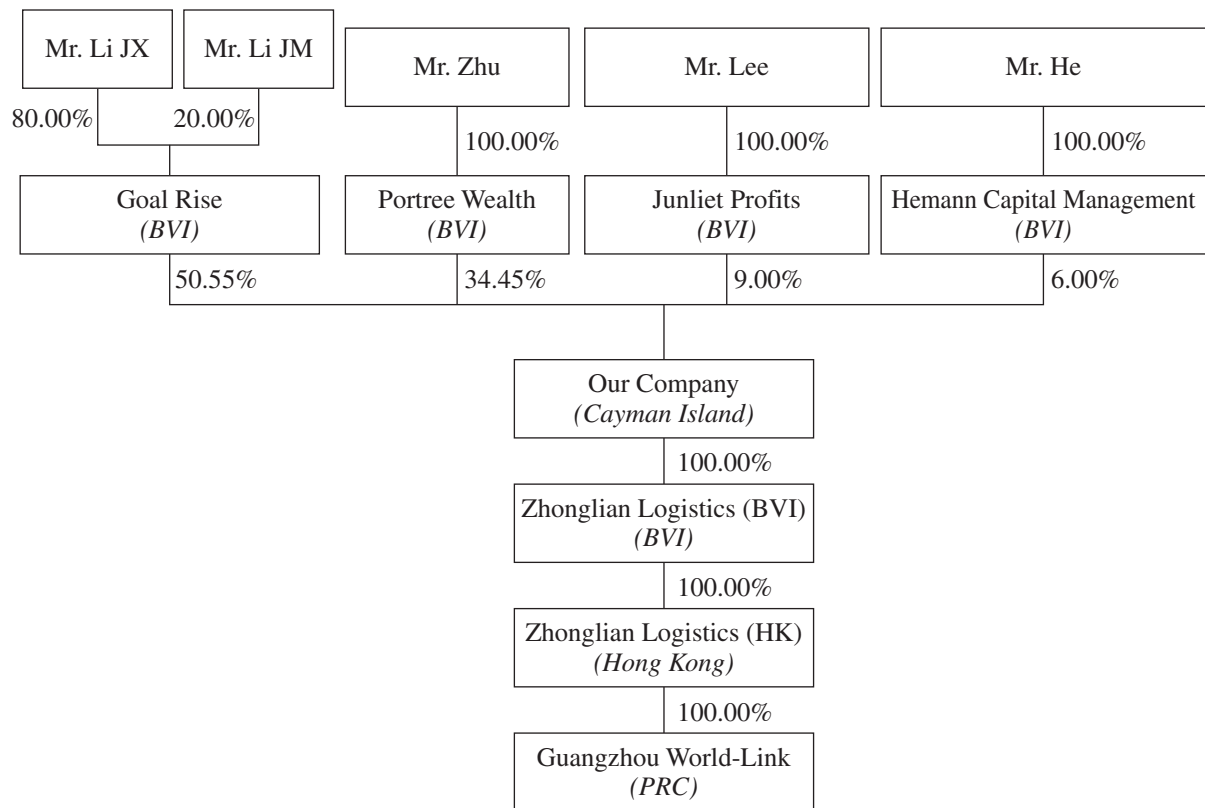 Mr. Li JX
Mr. Li JM
Mr. Zhu
Mr. Lee
Mr. He
80.00%
20.00%
100.00%
100.00%
100.00%
Goal Rise
(BVI)
Portree Wealth
(BVI)
Junliet Profits
(BVI)
Hemann Capital Management
(BVI)
50.55%
34.45%
9.00%
6.00%
Our Company
(Cayman Island)
100.00%
Zhonglian Logistics (BVI)
(BVI)
100.00%
Zhonglian Logistics (HK)
(Hong Kong)
100.00%
Guangzhou World-Link
(PRC)